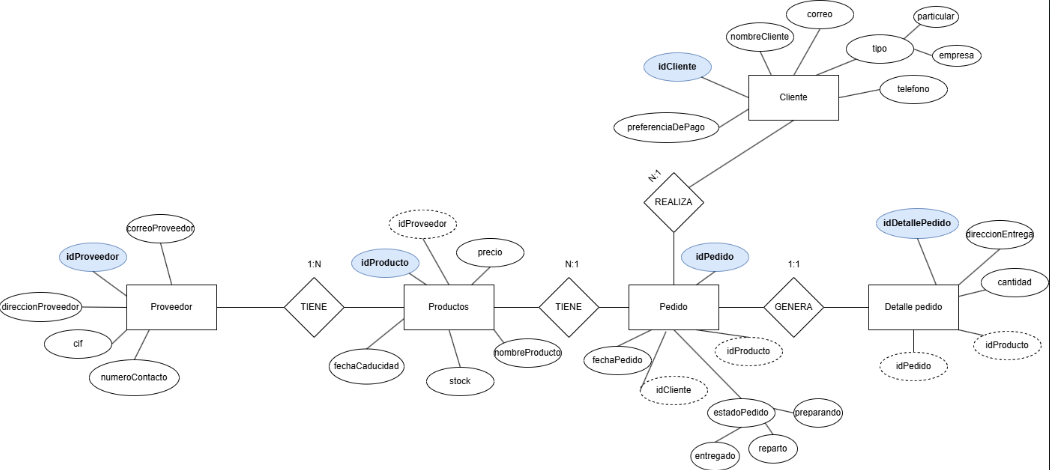 correo
particular
nombreCliente
tipo
empresa
idCliente
telefono
Cliente
preferenciaDePago
N:1
REALIZA
idProveedor
idDetallePedido
correoProveedor
direccionEntrega
precio
idProveedor
idProducto
idPedido
1:N
N:1
1:1
cantidad
direccionProveedor
Proveedor
TIENE
Productos
TIENE
Pedido
GENERA
Detalle pedido
cif
idProducto
nombreProducto
idProducto
fechaPedido
fechaCaducidad
idPedido
numeroContacto
stock
idCliente
estadoPedido
preparando
reparto
entregado